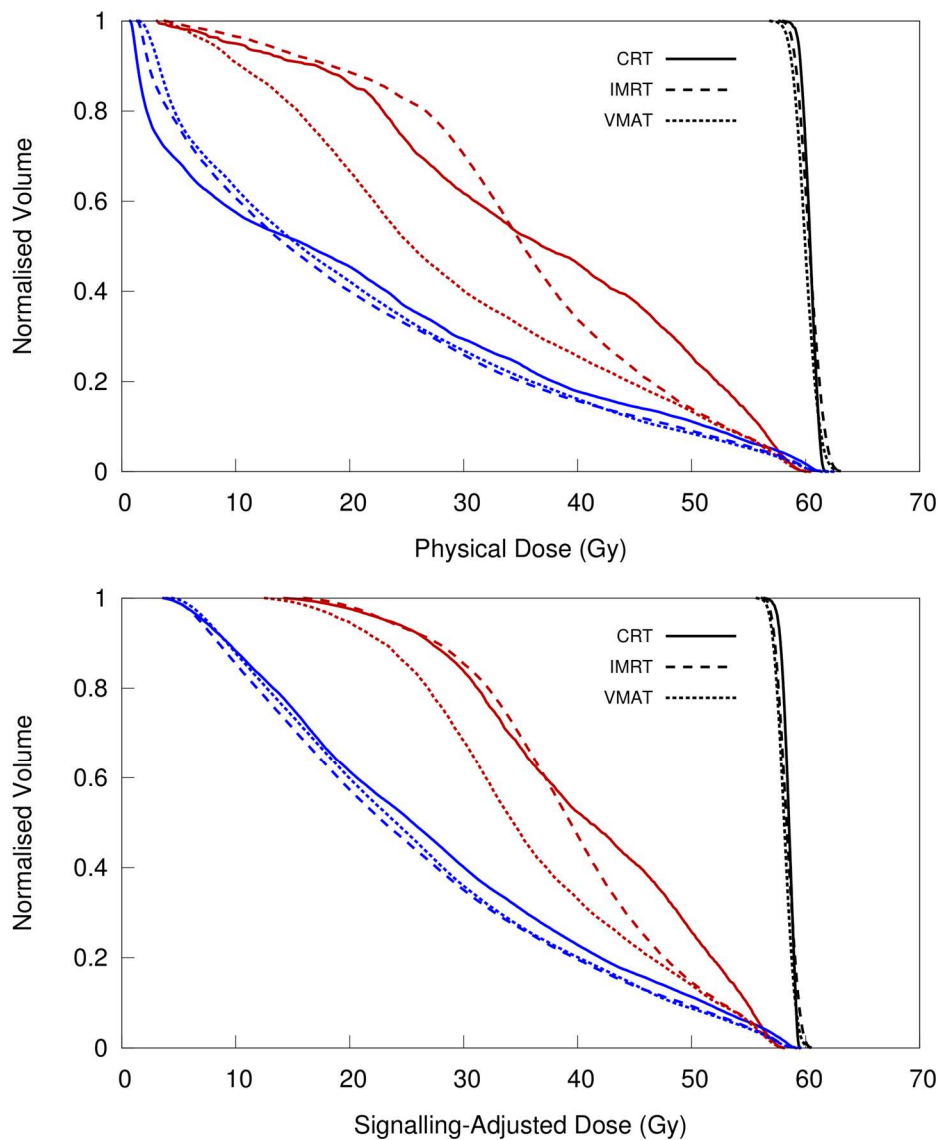 1
0.8
0.6
0.4
0.2
0
Normalised Volume
CRT
IMRT
VMAT
0 10 20 30 40 50 60 70
Physical Dose (Gy)
1
0.8
0.6
0.4
0.2
0
Normalised Volume
CRT
IMRT
VMAT
0 10 20 30 40 50 60 70
Signalling-Adjusted Dose (Gy)